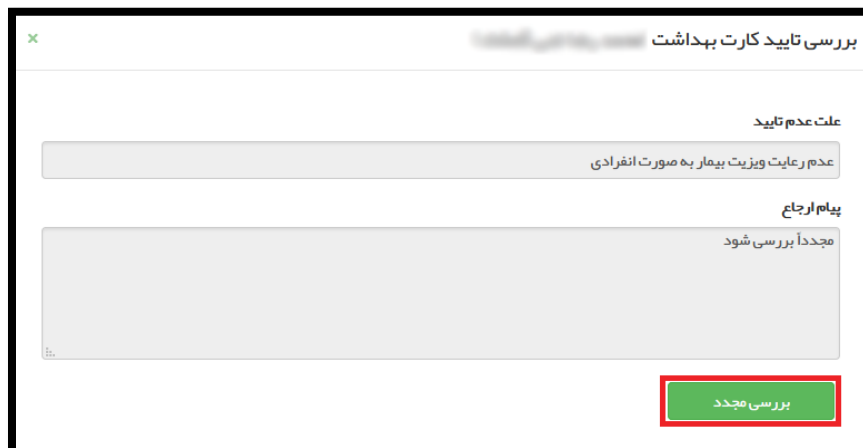 بررسی تایید کارت بهداشت
علت عدم تایید
عدم رعایت ویزیت بیمار به صورت انفرادی
پیام ارجاع
مجدداً بررسی شود
بررسی مجدد